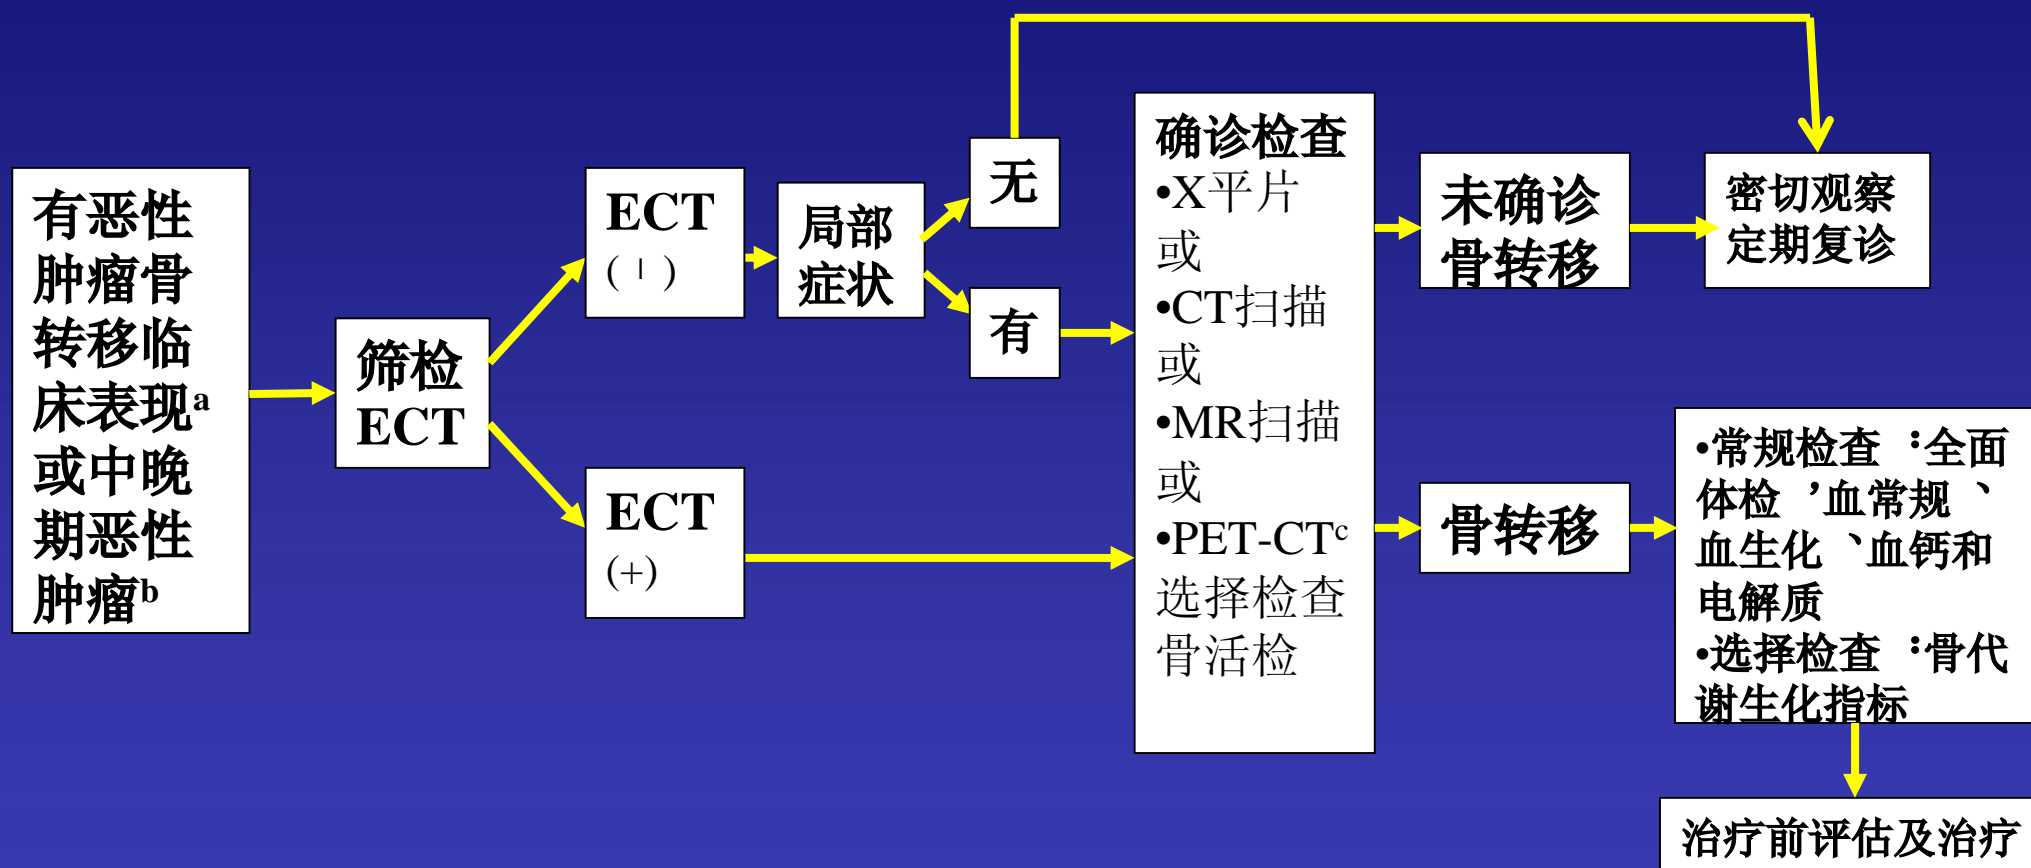 有恶性
肿瘤骨
转移临
床表现a
或中晚
期恶性
肿瘤b
筛检
ECT
ECT
(一)
局部
症状
无
有
ECT
(+)
确诊检查
•X平片
或
•CT扫描
或
•MR扫描
或
•PET-CTc
选择检查
骨活检
未确诊
骨转移
密切观察
定期复诊
骨转移
•常规检查：全面
体检，血常规、
血生化、血钙和
电解质
•选择检查：骨代
谢生化指标
治疗前评估及治疗